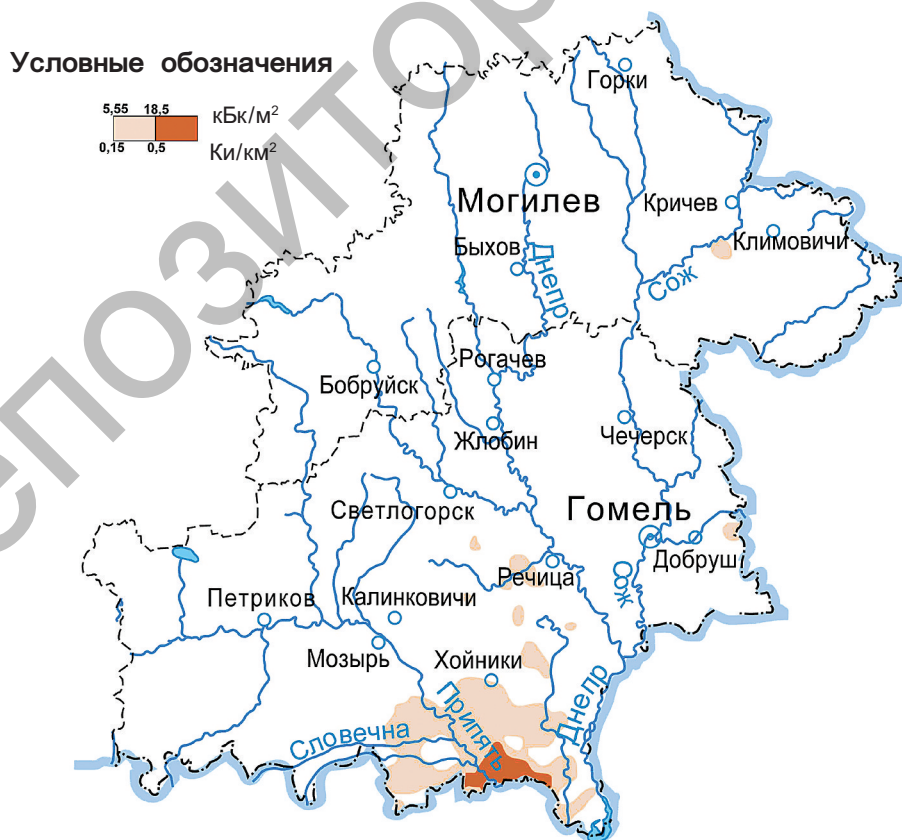 Условные обозначения
5,55 18,5 кБк/м²
0,15 0,5 Ки/км²
Горки
Могилев
Кричев
Климовичи
Быхов
Днепр
Сож
Рогачев
Бобруйск
Жлобин
Чечерск
Светлогорск
Гомель
Добруш
Речица
Сож
Петриков
Калинковичи
Мозырь
Хойники
Припять
Днепр
Словечна
епозитор